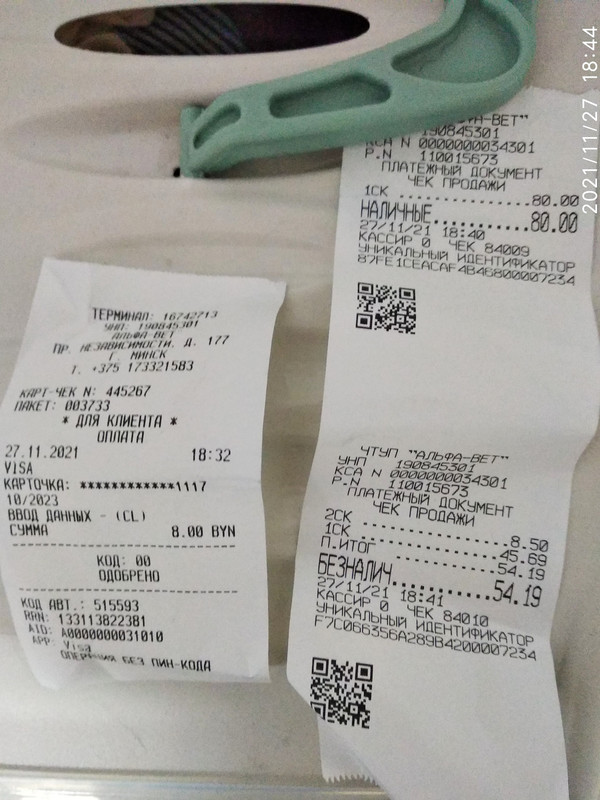 2021/11/27 18:44
ТЕРМИНАЛ: 16742713
УНП: 190845301
АЛЬФА-ВЕТ
ПР. НЕЗАВИСИМОСТИ, Д. 177
Г. МИНСК
Т. +375 173321583
КАРТ-ЧЕК N: 445267
ПАКЕТ: 003733
* ДЛЯ КЛИЕНТА *
ОПЛАТА
27.11.2021 18:32
VISA
КАРТОЧКА: ************1117
10/2023
ВВОД ДАННЫХ - (CL)
СУММА 8.00 BYN
КОД: 00
ОДОБРЕНО
КОД АВТ.: 515593
RRN: 133113822381
AID: A0000000031010
APP: Visa
ОПЕРАЦИЯ БЕЗ ПИН-КОДА
ФА-ВЕТ"
190845301
КСА N 0000000034301
Р.N 110015673
ПЛАТЕЖНЫЙ ДОКУМЕНТ
ЧЕК ПРОДАЖИ
1СК ....................80.00
НАЛИЧНЫЕ...........80.00
27/11/21 18:40
КАССИР 0 ЧЕК 84009
УНИКАЛЬНЫЙ ИДЕНТИФИКАТОР
87FE1CEACAF4B46800007234
ЧТУП ""АЛЬФА-ВЕТ"
УНП 190845301
КСА N 0000000034301
Р-N 110015673
ПЛАТЕЖНЫЙ ДОКУМЕНТ
ЧЕК ПРОДАЖИ
2СК ....................8.50
1СК ....................45.69
П.ИТОГ .................54.19
БЕЗНАЛИЧ...........54.19
27/11/21 18:41
КАССИР 0 ЧЕК 84010
УНИКАЛЬНЫЙ ИДЕНТИФИКАТОР
F7C066356A289B4200007234